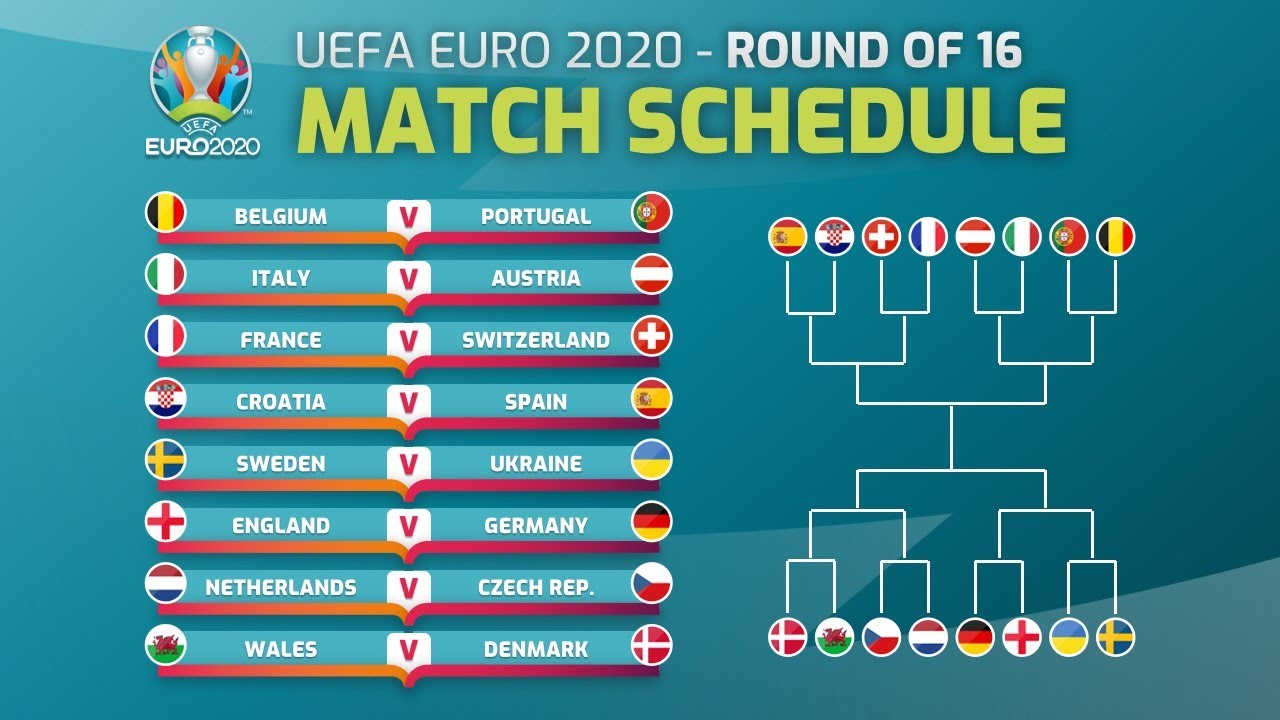 UEFA EURO 2020 - ROUND OF 16
MATCH SCHEDULE
UEFA
EURO2020
TM
BELGIUM V PORTUGAL
ITALY V AUSTRIA
FRANCE V SWITZERLAND
CROATIA V SPAIN
SWEDEN V UKRAINE
ENGLAND V GERMANY
NETHERLANDS V CZECH REP.
WALES V DENMARK